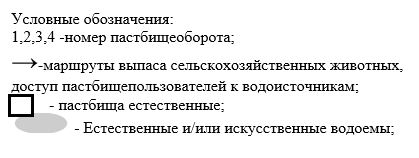 Условные обозначения:
1,2,3,4 -номер пастбищеоборота;
→-маршруты выпаса сельскохозяйственных животных,
доступ пастбищепользователей к водоисточникам;
- пастбища естественные;
- Естественные и/или искусственные водоемы;